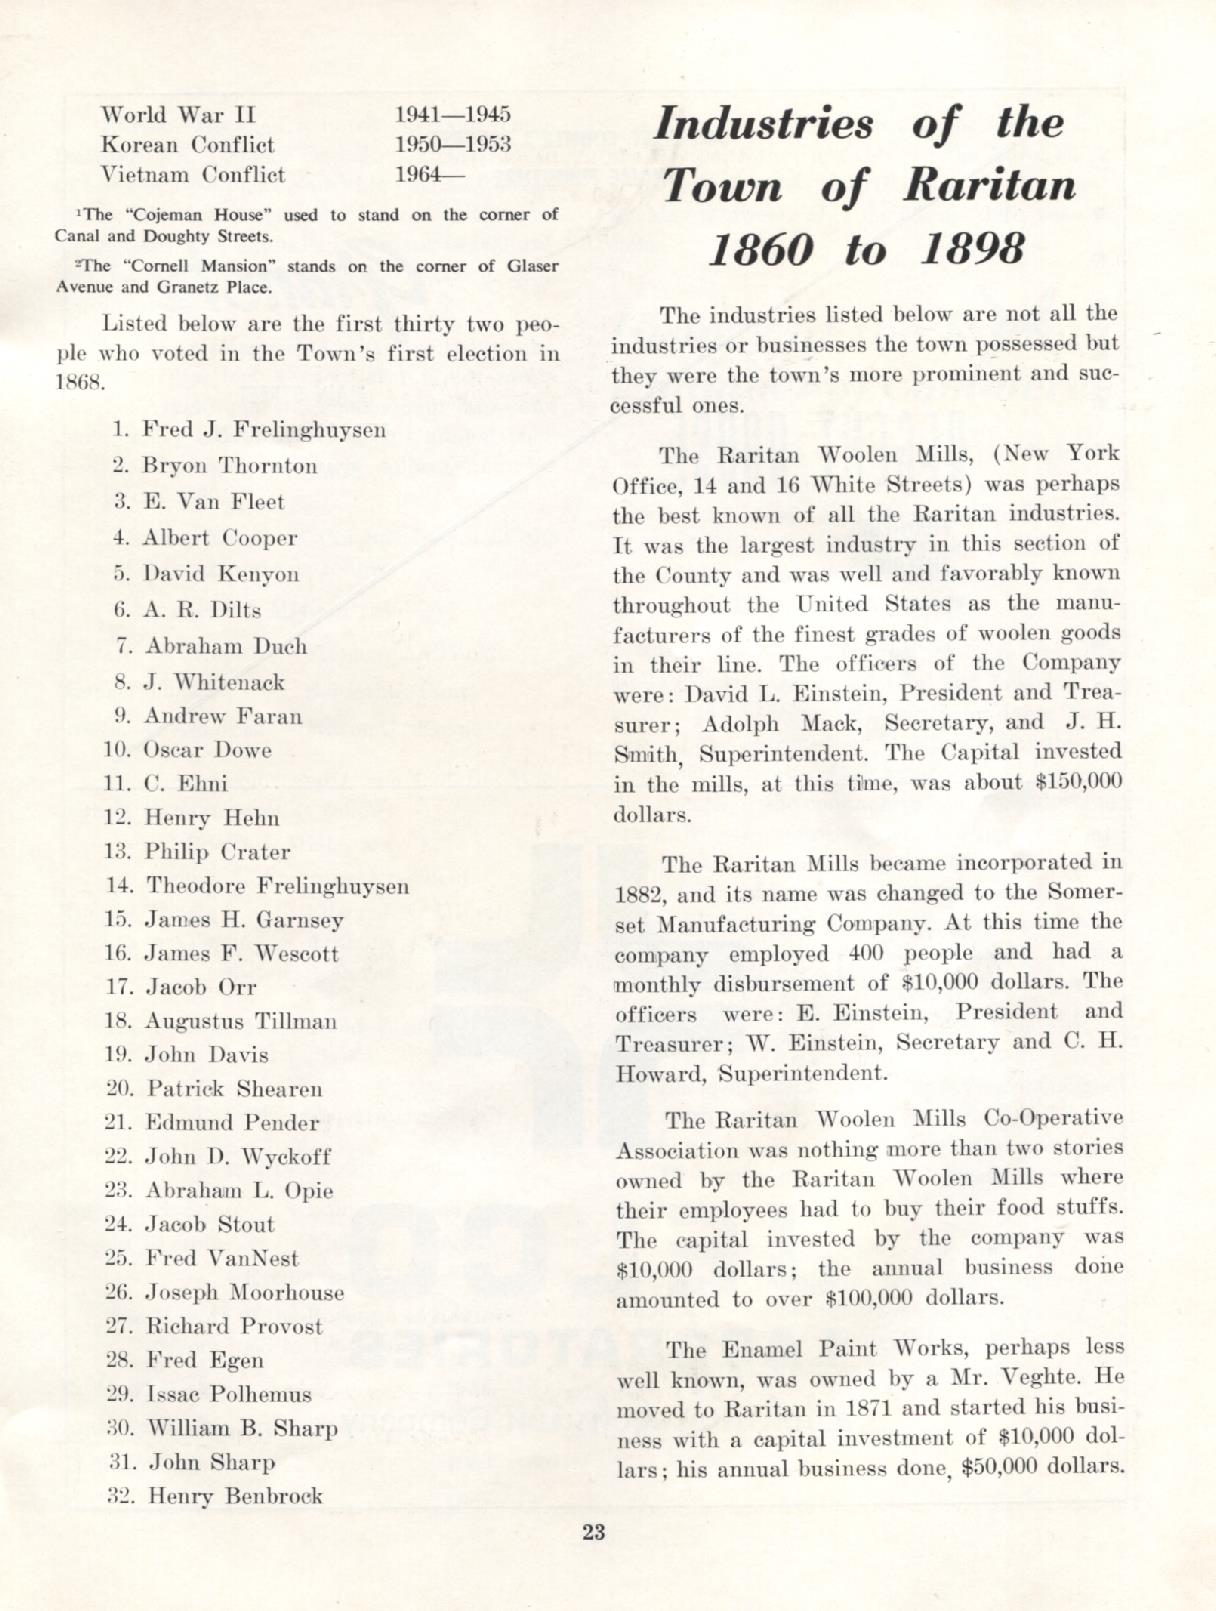 World War II 1941—1945
Korean Conflict 1950—1953
Vietnam Conflict 1964—
¹The “Cojeman House” used to stand on the corner of
Canal and Doughty Streets.
²The “Cornell Mansion” stands on the corner of Glaser
Avenue and Granetz Place.
Listed below are the first thirty two peo-
ple who voted in the Town’s first election in
1868.
1. Fred J. Frelinghuysen
2. Bryon Thornton
3. E. Van Fleet
4. Albert Cooper
5. David Kenyon
6. A. R. Dilts
7. Abraham Duch
8. J. Whitenack
9. Andrew Faran
10. Oscar Dowe
11. C. Ehni
12. Henry Hehn
13. Philip Crater
14. Theodore Frelinghuysen
15. James H. Garnsey
16. James F. Wescott
17. Jacob Orr
18. Augustus Tillman
19. John Davis
20. Patrick Shearen
21. Edmund Pender
22. John D. Wyckoff
23. Abraham L. Opie
24. Jacob Stout
25. Fred VanNest
26. Joseph Moorhouse
27. Richard Provost
28. Fred Egen
29. Issac Polhemus
30. William B. Sharp
31. John Sharp
32. Henry Benbrock
Industries of the
Town of Raritan
1860 to 1898
The industries listed below are not all the
industries or businesses the town possessed but
they were the town’s more prominent and suc-
cessful ones.
The Raritan Woolen Mills, (New York
Office, 14 and 16 White Streets) was perhaps
the best known of all the Raritan industries.
It was the largest industry in this section of
the County and was well and favorably known
throughout the United States as the manu-
facturers of the finest grades of woolen goods
in their line. The officers of the Company
were: David L. Einstein, President and Trea-
surer; Adolph Mack, Secretary, and J. H.
Smith, Superintendent. The Capital invested
in the mills, at this time, was about $150,000
dollars.
The Raritan Mills became incorporated in
1882, and its name was changed to the Somer-
set Manufacturing Company. At this time the
company employed 400 people and had a
monthly disbursement of $10,000 dollars. The
officers were: E. Einstein, President and
Treasurer; W. Einstein, Secretary and C. H.
Howard, Superintendent.
The Raritan Woolen Mills Co-Operative
Association was nothing more than two stories
owned by the Raritan Woolen Mills where
their employees had to buy their food stuffs.
The capital invested by the company was
$10,000 dollars; the annual business done
amounted to over $100,000 dollars.
The Enamel Paint Works, perhaps less
well known, was owned by a Mr. Veghte. He
moved to Raritan in 1871 and started his busi-
ness with a capital investment of $10,000 dol-
lars; his annual business done, $50,000 dollars.
23